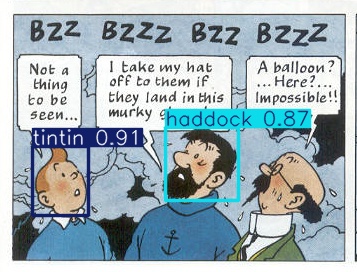 BZZ BZZZ BZZ BZZZ
Not a
thing
to be
seen...
I take my hat
off to them if
they land in this
murky
A balloon?
...Here?...
Impossible!!
tintin 0.91
haddock 0.87